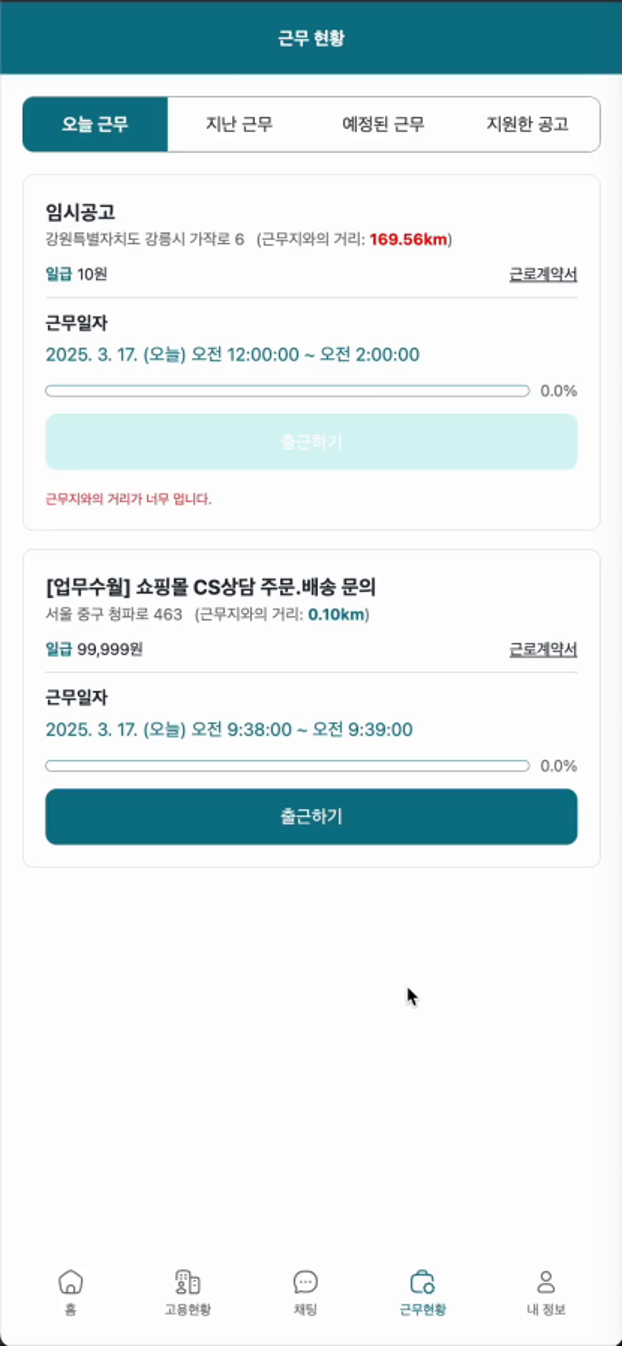 근무 현황
오늘 근무 지난 근무 예정된 근무 지원한 공고
임시공고
강원특별자치도 강릉시 가작로 6 (근무지와의 거리: 169.56km)
일급 10원 근로계약서
근무일자
2025. 3. 17. (오늘) 오전 12:00:00 ~ 오전 2:00:00
0.0%
출근하기
근무지와의 거리가 너무 멉니다.
[업무수월] 쇼핑몰 CS상담 주문.배송 문의
서울 중구 청파로 463 (근무지와의 거리: 0.10km)
일급 99,999원 근로계약서
근무일자
2025. 3. 17. (오늘) 오전 9:38:00 ~ 오전 9:39:00
0.0%
출근하기
홈 고용현황 채팅 근무현황 내 정보